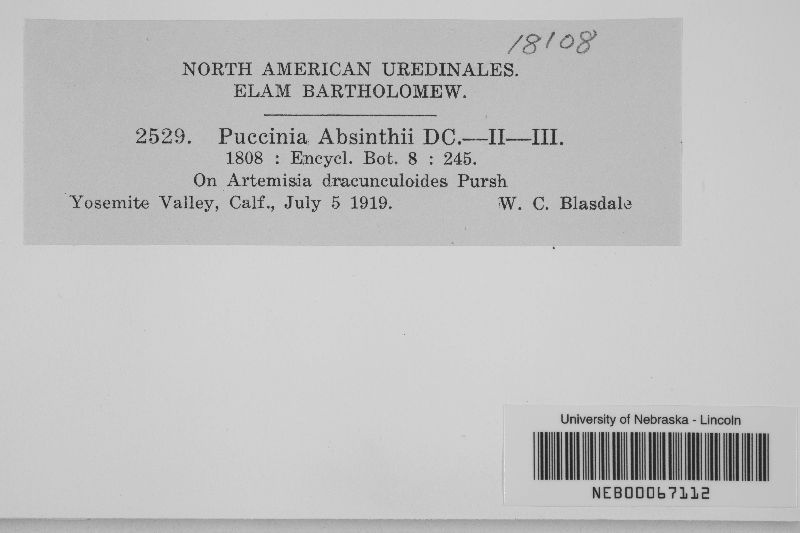 18108
NORTH AMERICAN UREDINALES.
ELAM BARTHOLOMEW.
2529. Puccinia Absinthii DC.—II—III.
1808 : Encycl. Bot. 8 : 245.
On Artemisia dracunculoides Pursh
Yosemite Valley, Calf., July 5 1919. W. C. Blasdale
University of Nebraska - Lincoln
NEB00067112